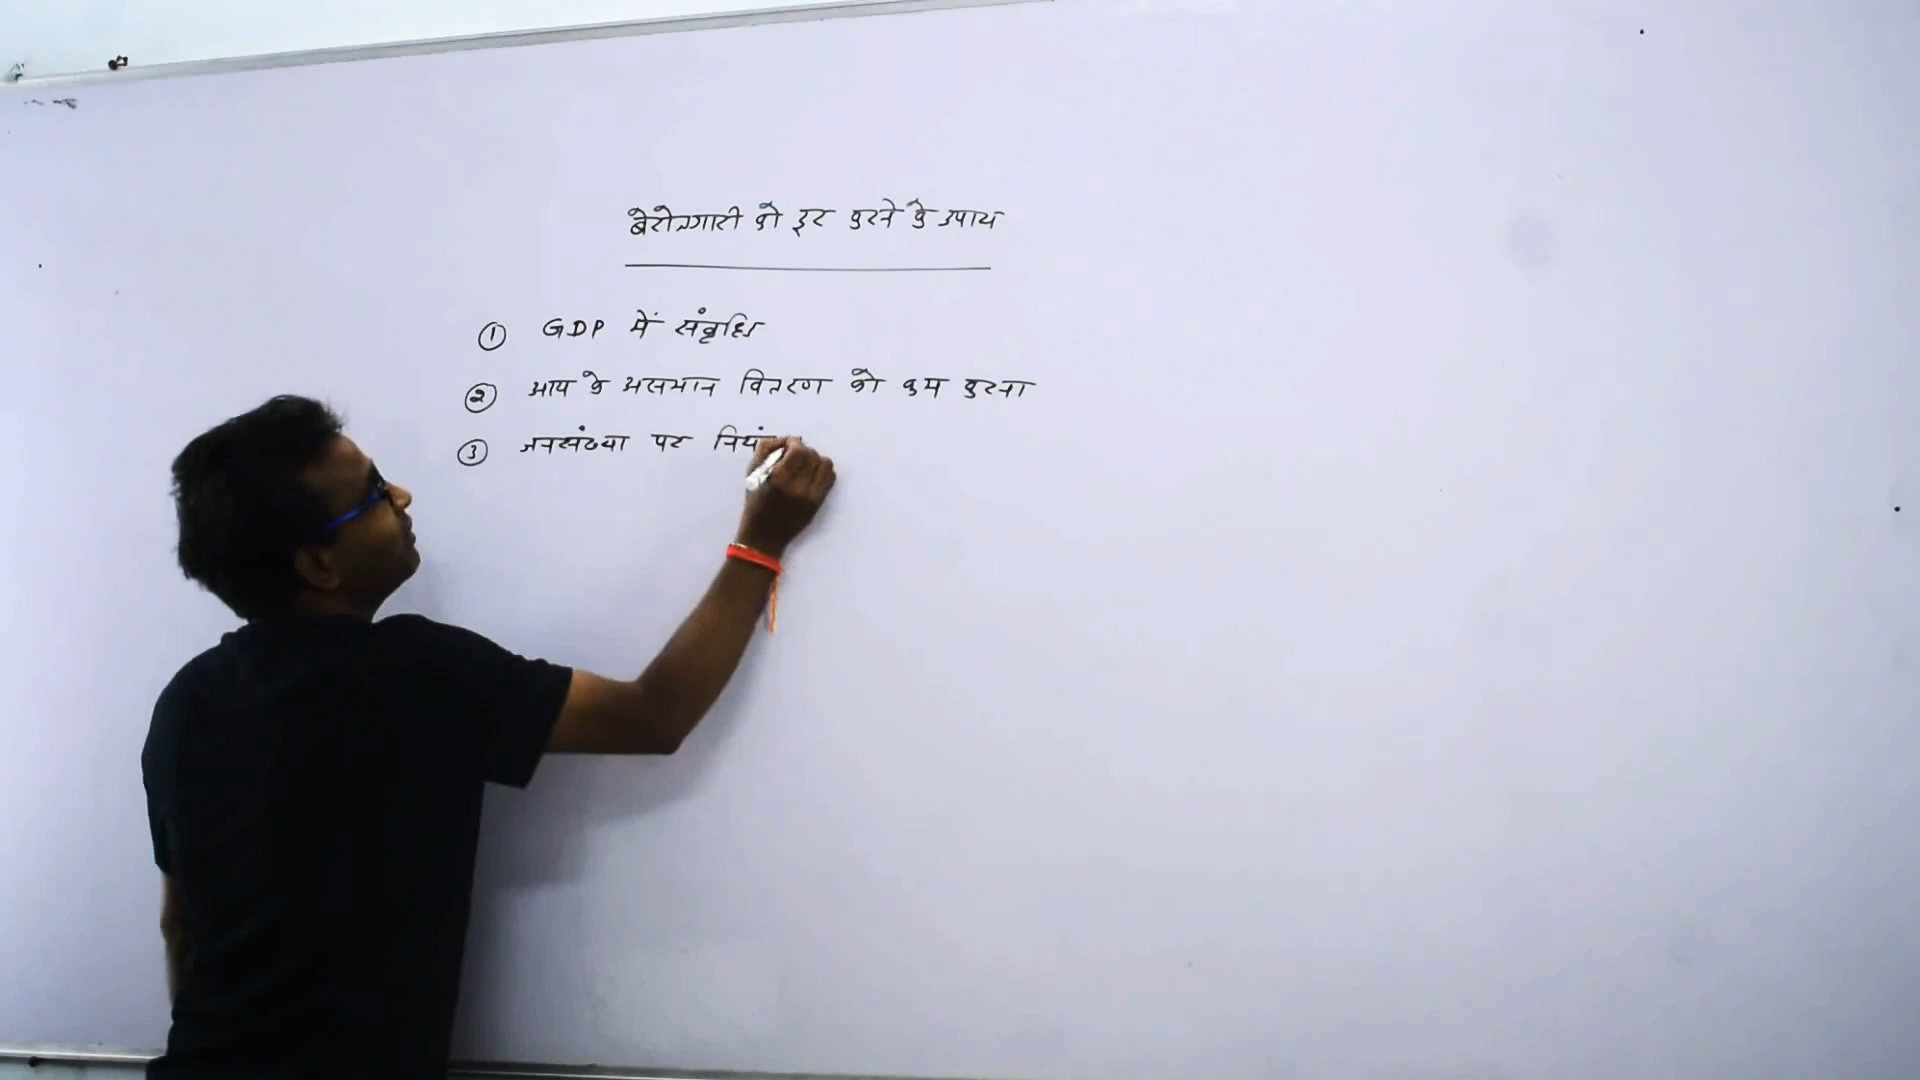 बेरोजगारी को दूर करने के उपाय
① GDP में संवृद्धि
② आय के असमान वितरण को कम करना
③ जनसंख्या पर नियं